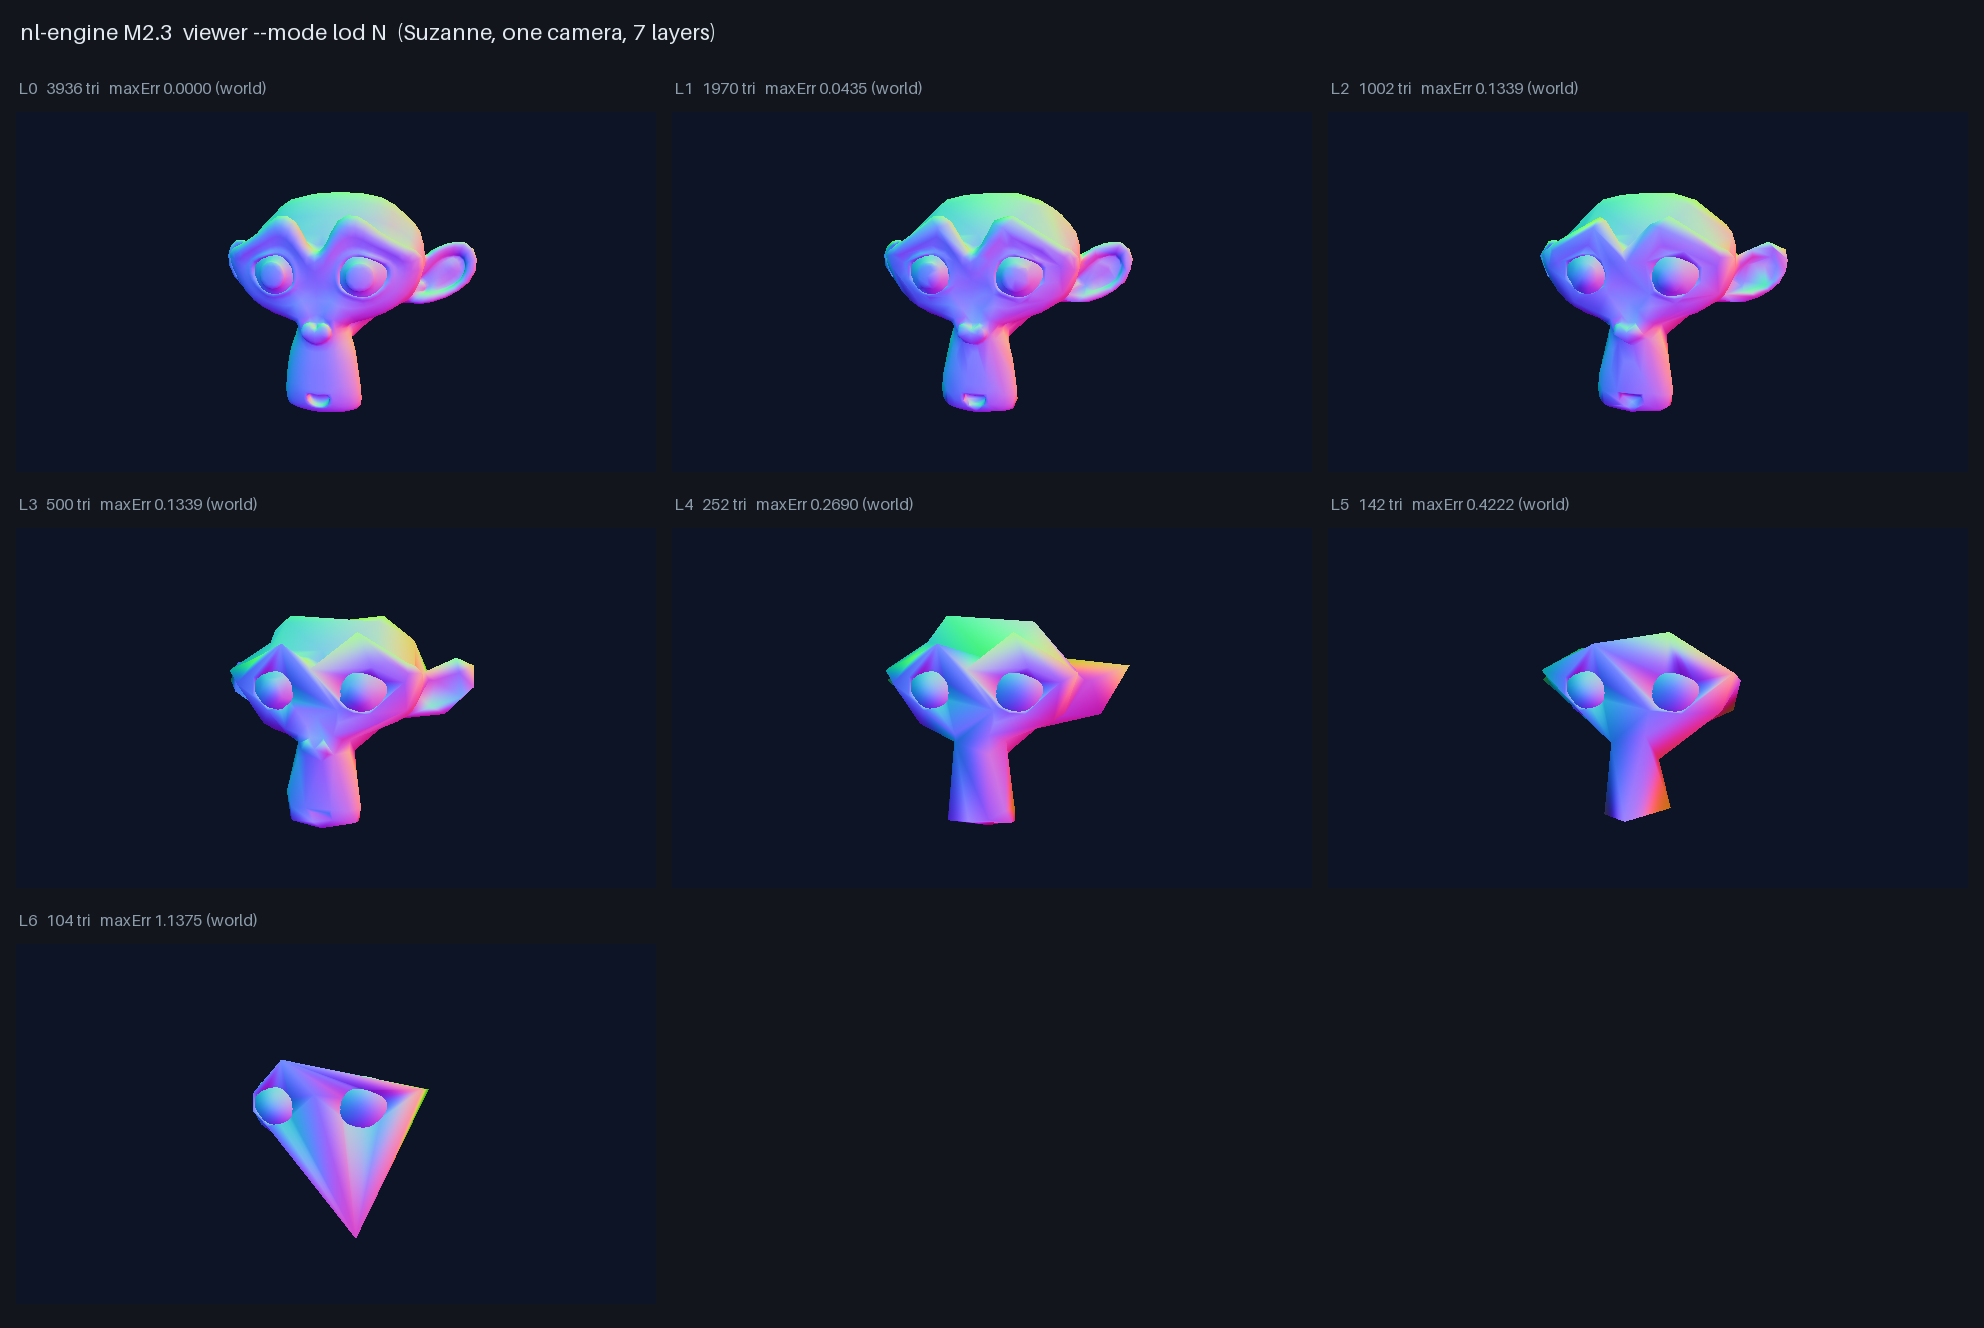 nl-engine M2.3  viewer --mode lod N  (Suzanne, one camera, 7 layers)
L0  3936 tri  maxErr 0.0000 (world)
L1  1970 tri  maxErr 0.0435 (world)
L2  1002 tri  maxErr 0.1339 (world)
L3  500 tri  maxErr 0.1339 (world)
L4  252 tri  maxErr 0.2690 (world)
L5  142 tri  maxErr 0.4222 (world)
L6  104 tri  maxErr 1.1375 (world)